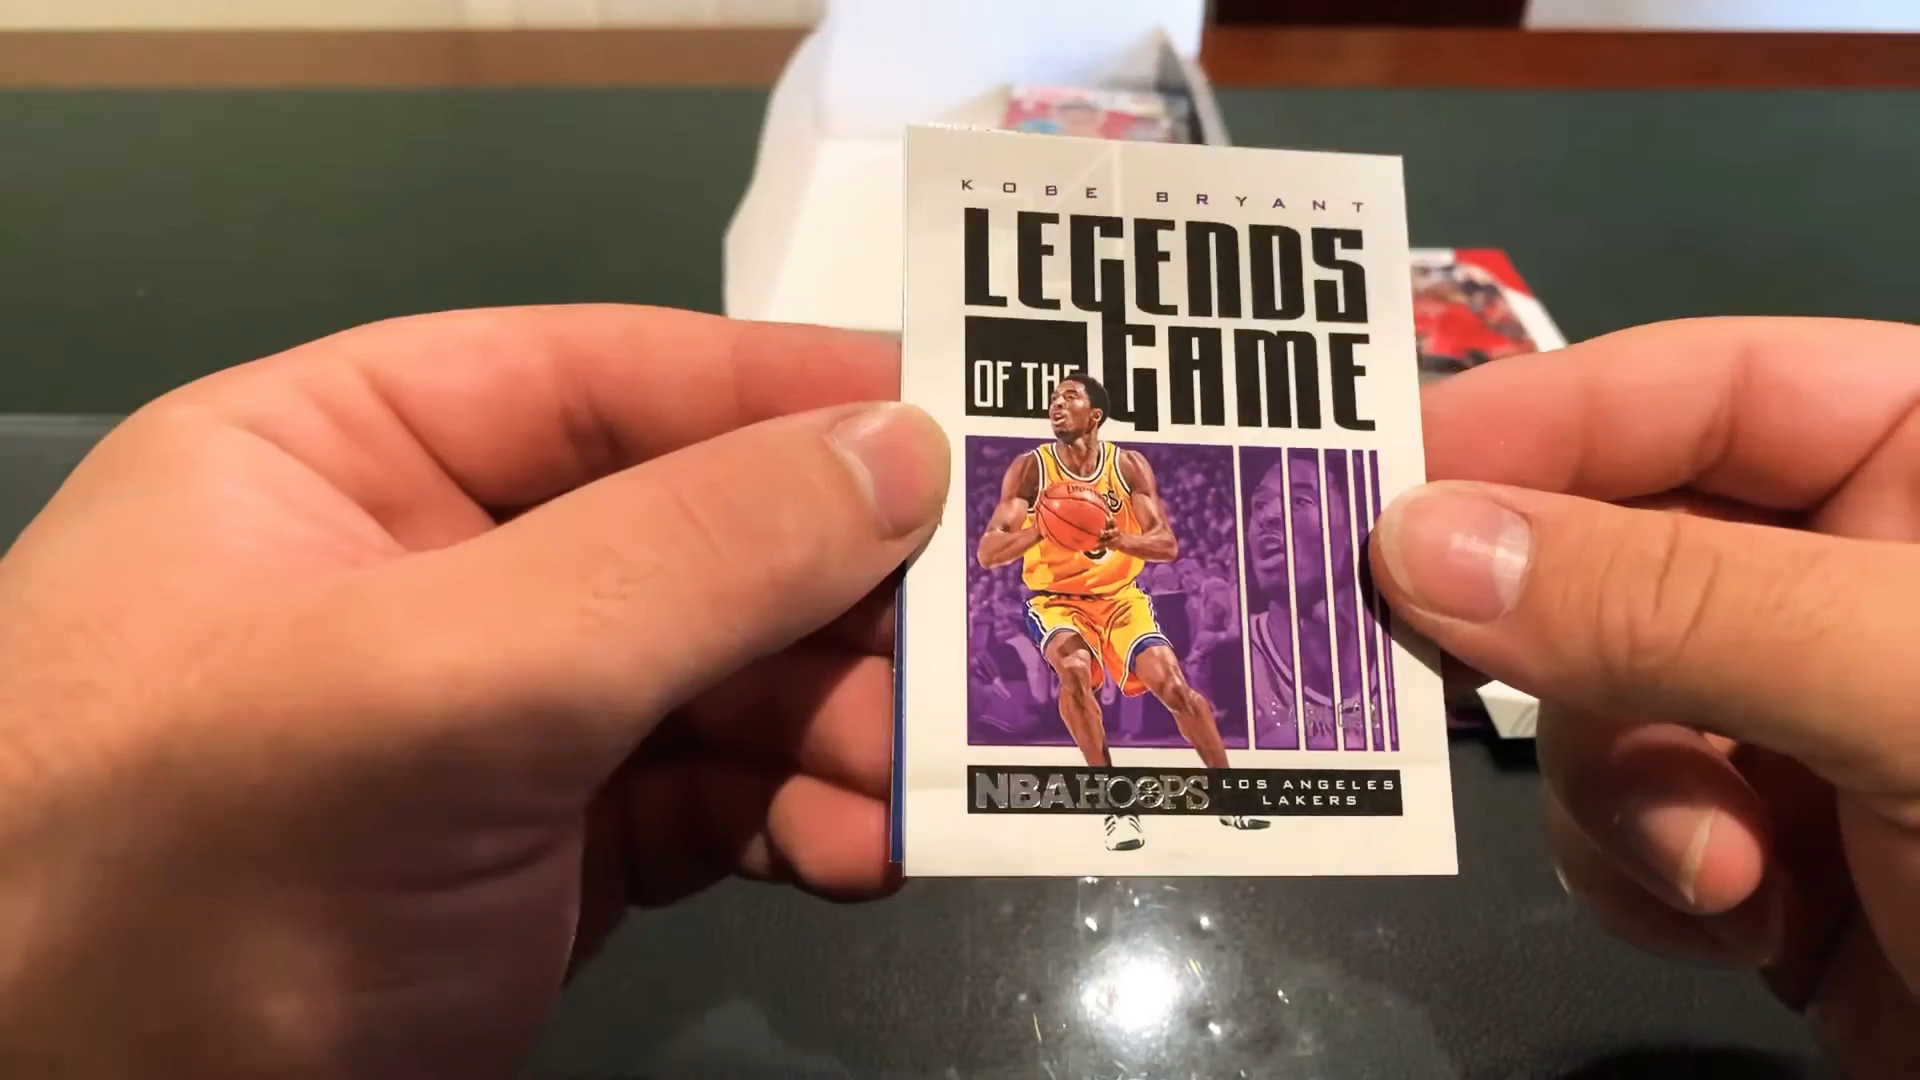 KOBE BRYANT
LEGENDS
OF THE GAME
NBA HOOPS
LOS ANGELES
LAKERS